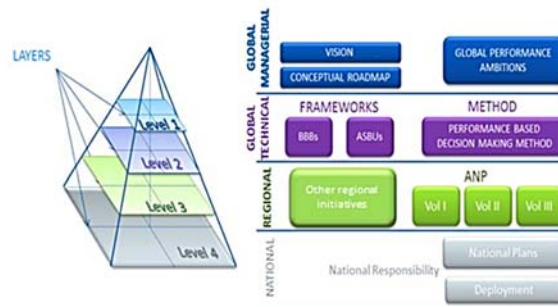 LAYERS
Level 1
Level 2
Level 3
Level 4
GLOBAL
MANAGERIAL
VISION
CONCEPTUAL ROADMAP
GLOBAL PERFORMANCE
AMBITIONS
GLOBAL
TECHNICAL
FRAMEWORKS
METHOD
BBBs
ASBUs
PERFORMANCE BASED
DECISION MAKING METHOD
REGIONAL
Other regional
initiatives
ANP
Vol I
Vol II
Vol III
NATIONAL
National Responsibility
National Plans
Deployment